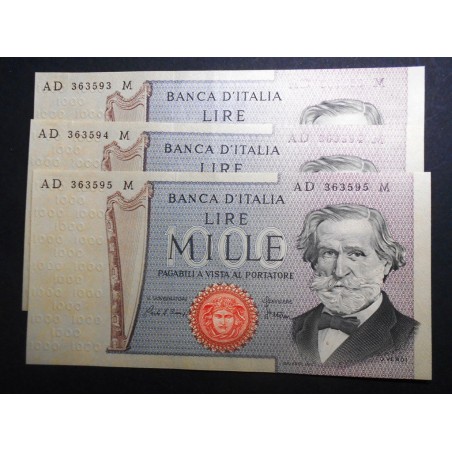 AD 363593 M
BANCA D'ITALIA
LIRE
AD 363594 M
BANCA D'ITALIA
LIRE
AD 363595 M
AD 363595 M
BANCA D'ITALIA
LIRE
MILLE
1000
PAGABILI A VISTA AL PORTATORE
IL GOVERNATORE
IL CASSIERE
G. VERDI